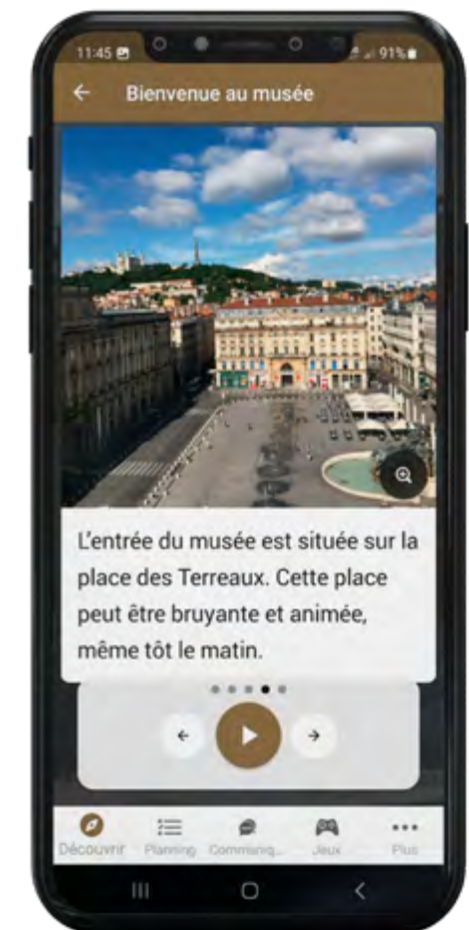 11:45 91%
Bienvenue au musée
L'entrée du musée est située sur la
place des Terreaux. Cette place
peut être bruyante et animée,
même tôt le matin.
Découvrir Planning Communiq... Jeux Plus